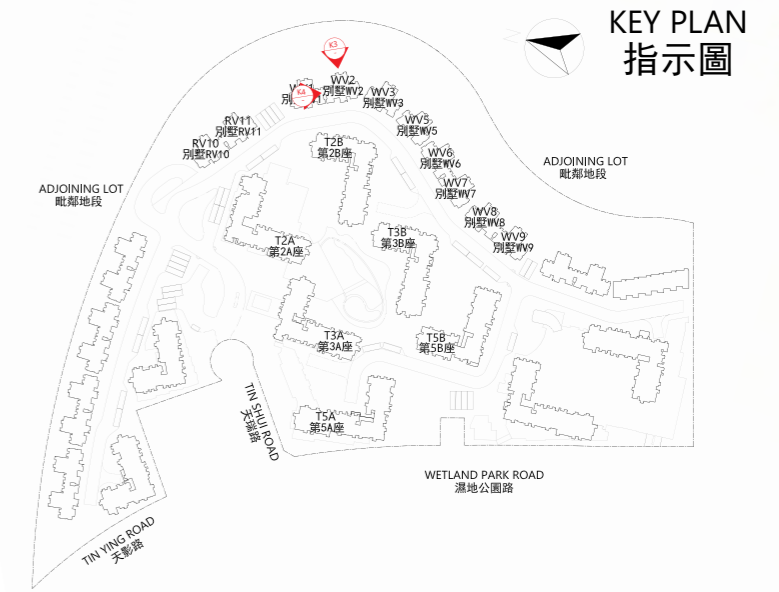 KEY PLAN
指示圖
K3
WV2
別墅WV2
K4
WV3
別墅WV3
WV5
別墅WV5
RV11
別墅RV11
RV10
別墅RV10
T2B
第2B座
WV6
別墅WV6
ADJOINING LOT
毗鄰地段
WV7
別墅WV7
ADJOINING LOT
毗鄰地段
WV8
別墅WV8
T3B
第3B座
WV9
別墅WV9
T2A
第2A座
T3A
第3A座
T5B
第5B座
TIN SHUI ROAD
天瑞路
T5A
第5A座
WETLAND PARK ROAD
濕地公園路
TIN YING ROAD
天影路